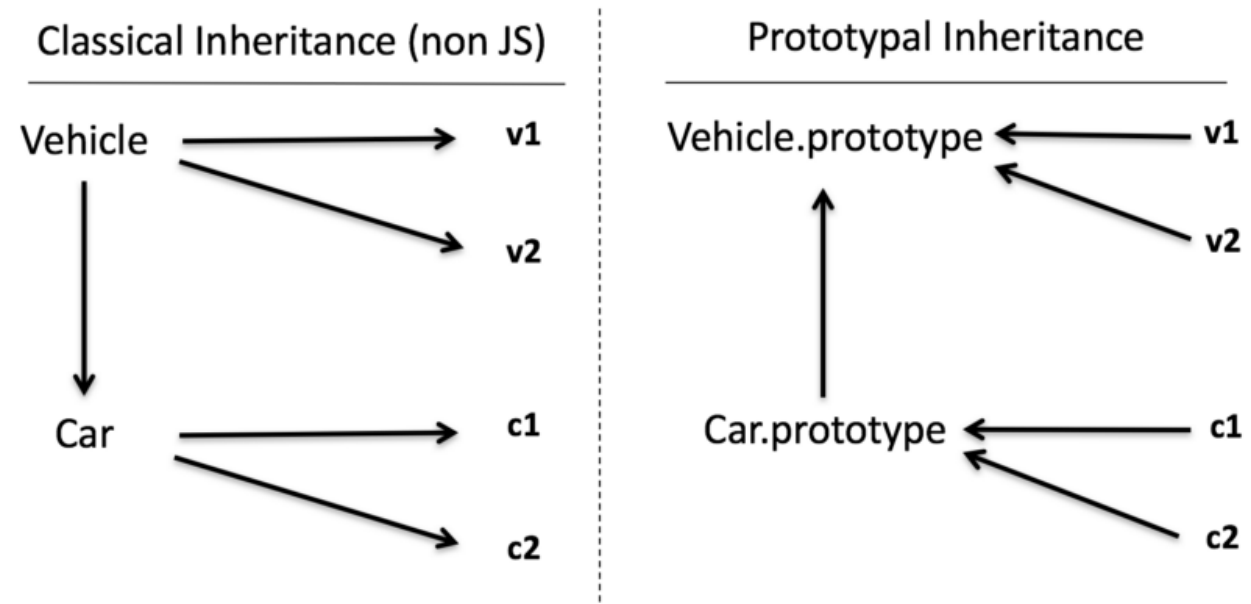 Classical Inheritance (non JS)
Vehicle
v1
v2
Car
c1
c2
Prototypal Inheritance
Vehicle.prototype
v1
v2
Car.prototype
c1
c2